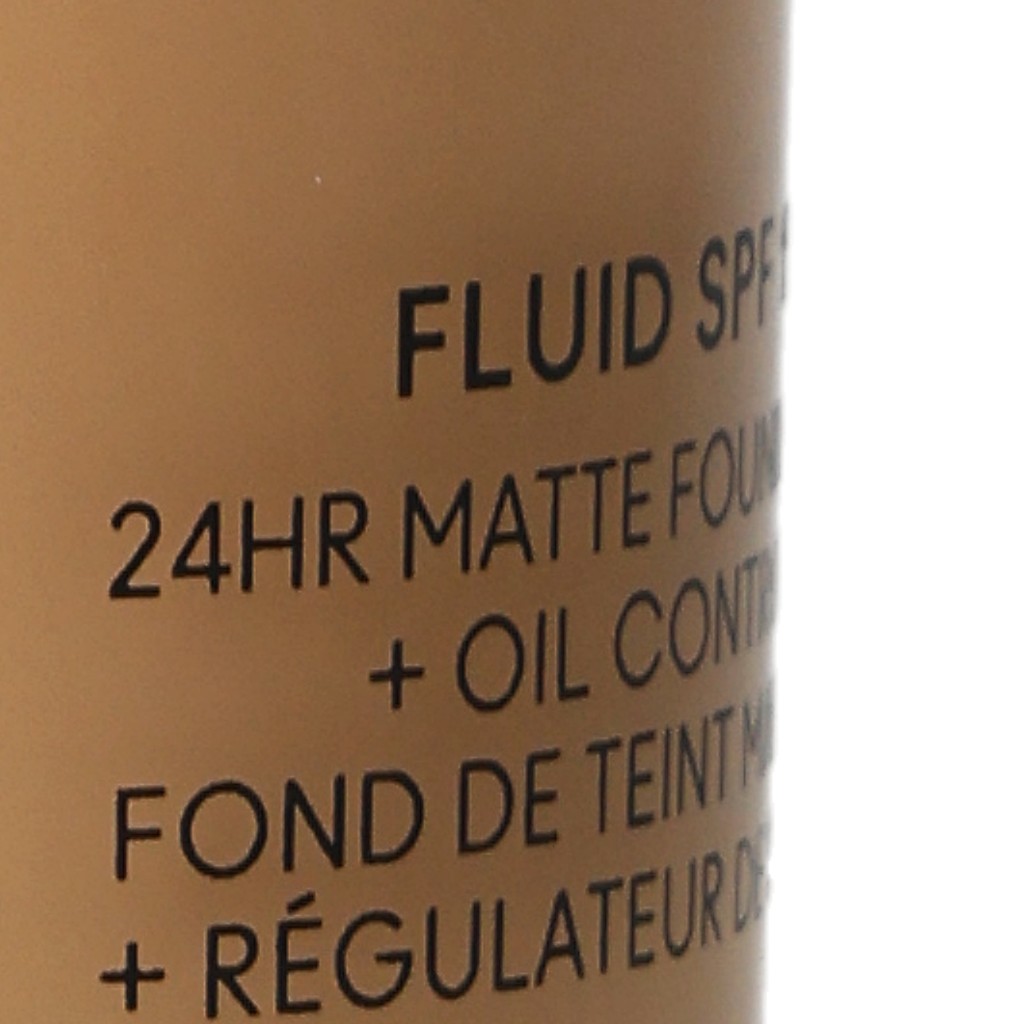 FLUID SPF
24HR MATTE
+ OIL
FOND DE TEINT
+ RÉGULATEUR